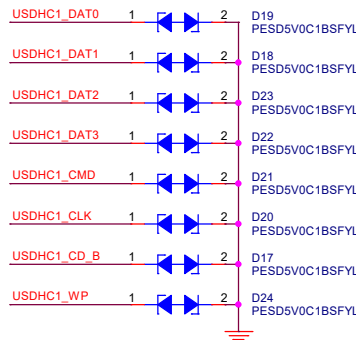 USDHC1_DAT0 1 2 D19
PESD5V0C1BSFYL
USDHC1_DAT1 1 2 D18
PESD5V0C1BSFYL
USDHC1_DAT2 1 2 D23
PESD5V0C1BSFYL
USDHC1_DAT3 1 2 D22
PESD5V0C1BSFYL
USDHC1_CMD 1 2 D21
PESD5V0C1BSFYL
USDHC1_CLK 1 2 D20
PESD5V0C1BSFYL
USDHC1_CD_B 1 2 D17
PESD5V0C1BSFYL
USDHC1_WP 1 2 D24
PESD5V0C1BSFYL